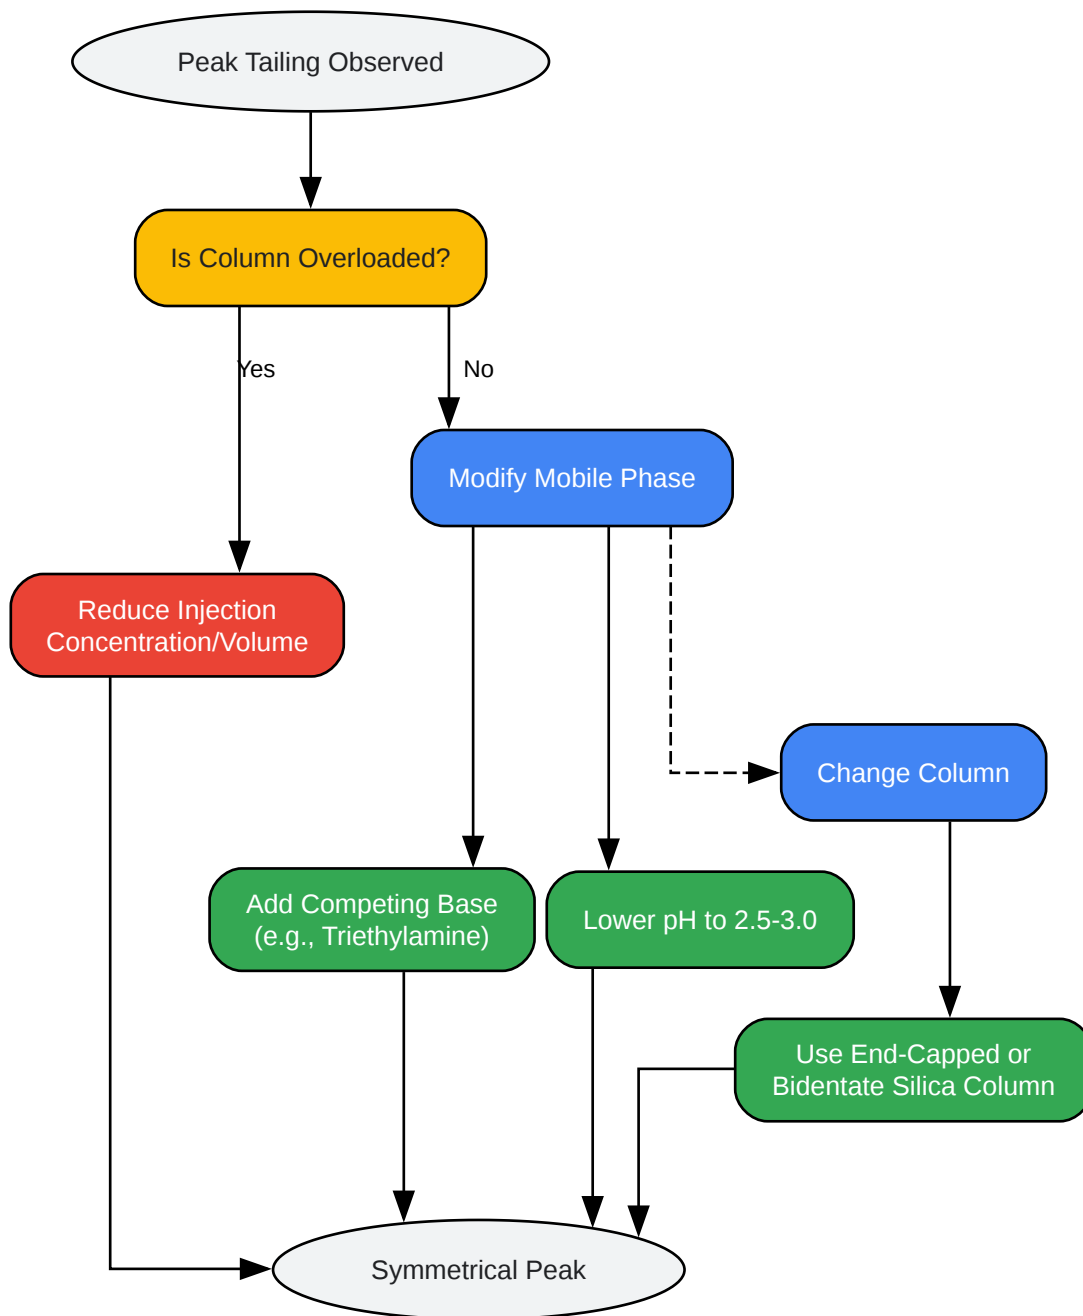 Peak Tailing Observed
Is Column Overloaded?
Yes
No
Modify Mobile Phase
Reduce Injection
Concentration/Volume
Change Column
Add Competing Base
(e.g., Triethylamine)
Lower pH to 2.5-3.0
Use End-Capped or
Bidentate Silica Column
Symmetrical Peak